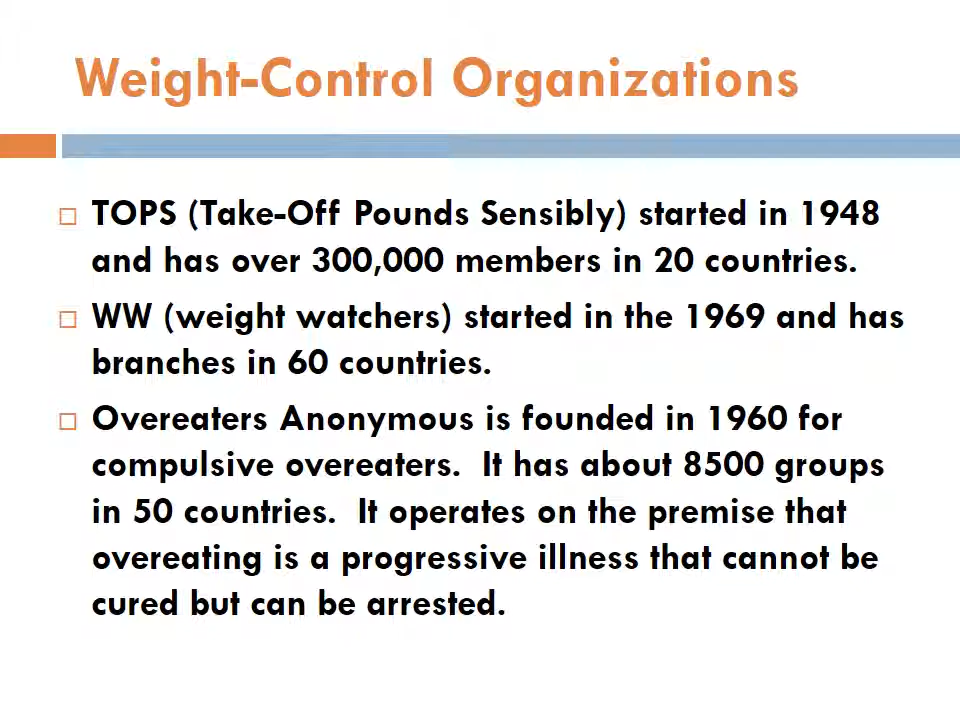 Weight-Control Organizations
TOPS (Take-Off Pounds Sensibly) started in 1948
and has over 300,000 members in 20 countries.
WW (weight watchers) started in the 1969 and has
branches in 60 countries.
Overeaters Anonymous is founded in 1960 for
compulsive overeaters.  It has about 8500 groups
in 50 countries.  It operates on the premise that
overeating is a progressive illness that cannot be
cured but can be arrested.